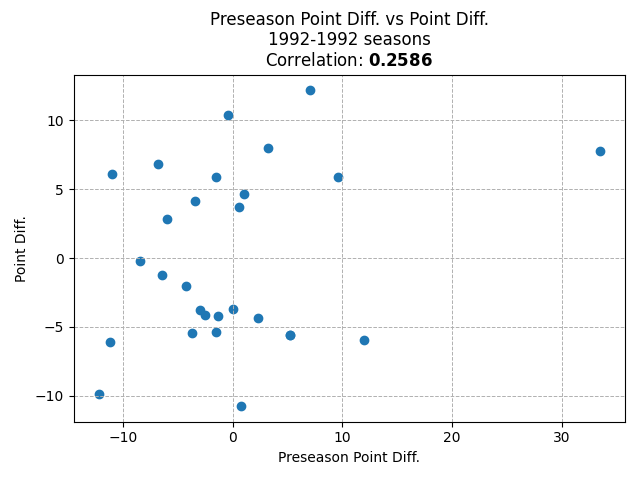 Preseason Point Diff. vs Point Diff.
1992-1992 seasons
Correlation: 0.2586
10
5
0
−5
−10
Point Diff.
−10 0 10 20 30
Preseason Point Diff.